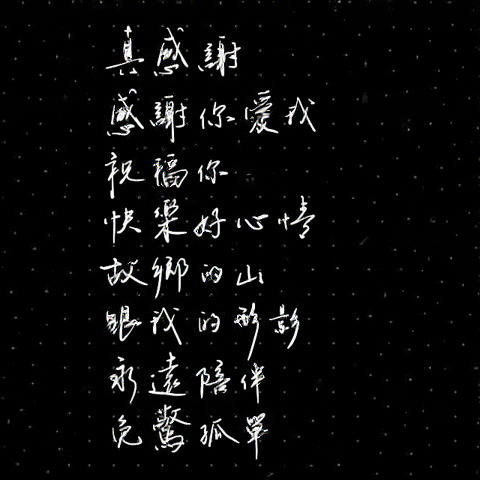 真感謝
感謝你愛我
祝福你
快樂好心情
故鄉的山
跟我的形影
永遠陪伴
免驚孤單